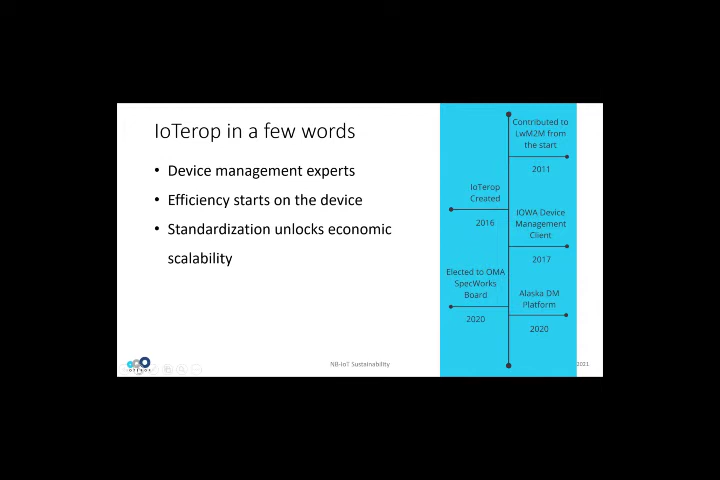 IoTerop in a few words
• Device management experts
• Efficiency starts on the device
• Standardization unlocks economic
scalability
Contributed to
LwM2M from
the start
2011
IoTerop
Created
2016
IOWA Device
Management
Client
2017
Elected to OMA
SpecWorks
Board
2020
Alaska DM
Platform
2020
IOTEROP
NB-IoT Sustainability
2021